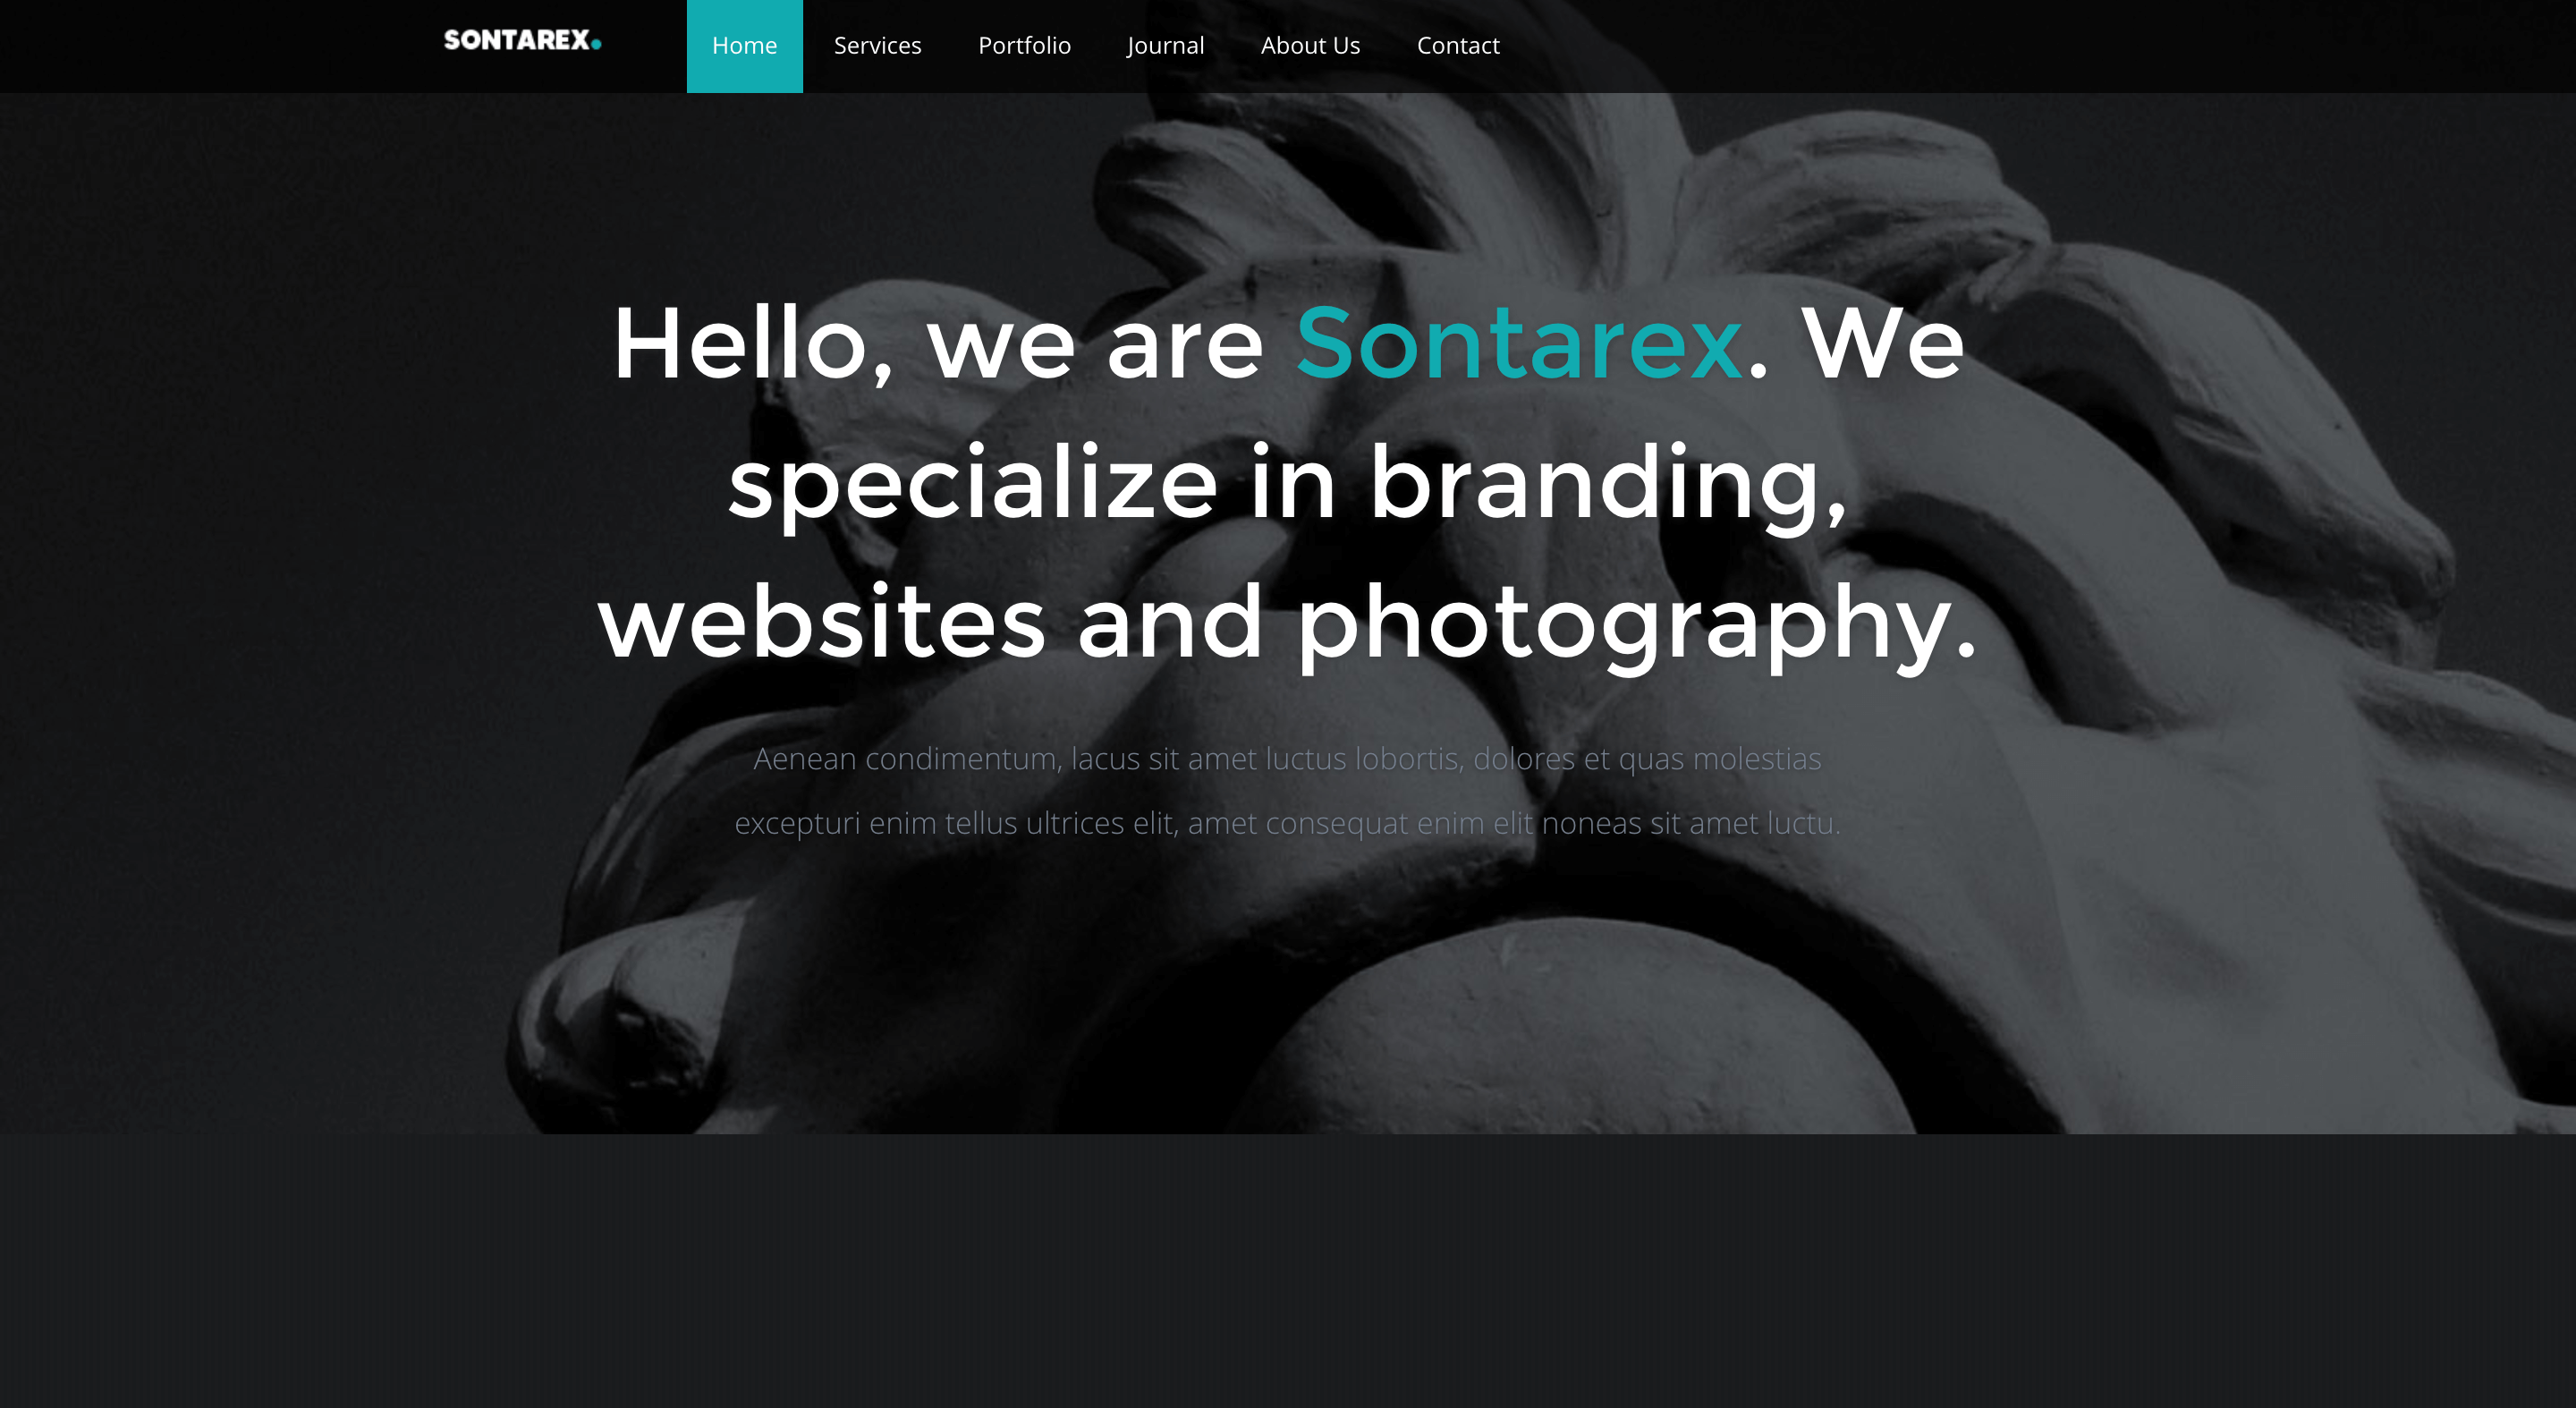 SONTAREX.
Home Services Portfolio Journal About Us Contact
Hello, we are Sontarex. We
specialize in branding,
websites and photography.
Aenean condimentum, lacus sit amet luctus lobortis, dolores et quas molestias
excepturi enim tellus ultrices elit, amet consequat enim elit noneas sit amet luctu.